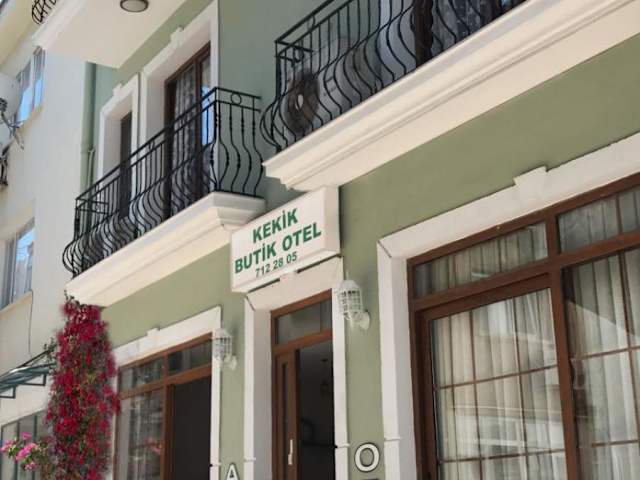 KEKİK
BUTİK OTEL
712 28 05
A
O